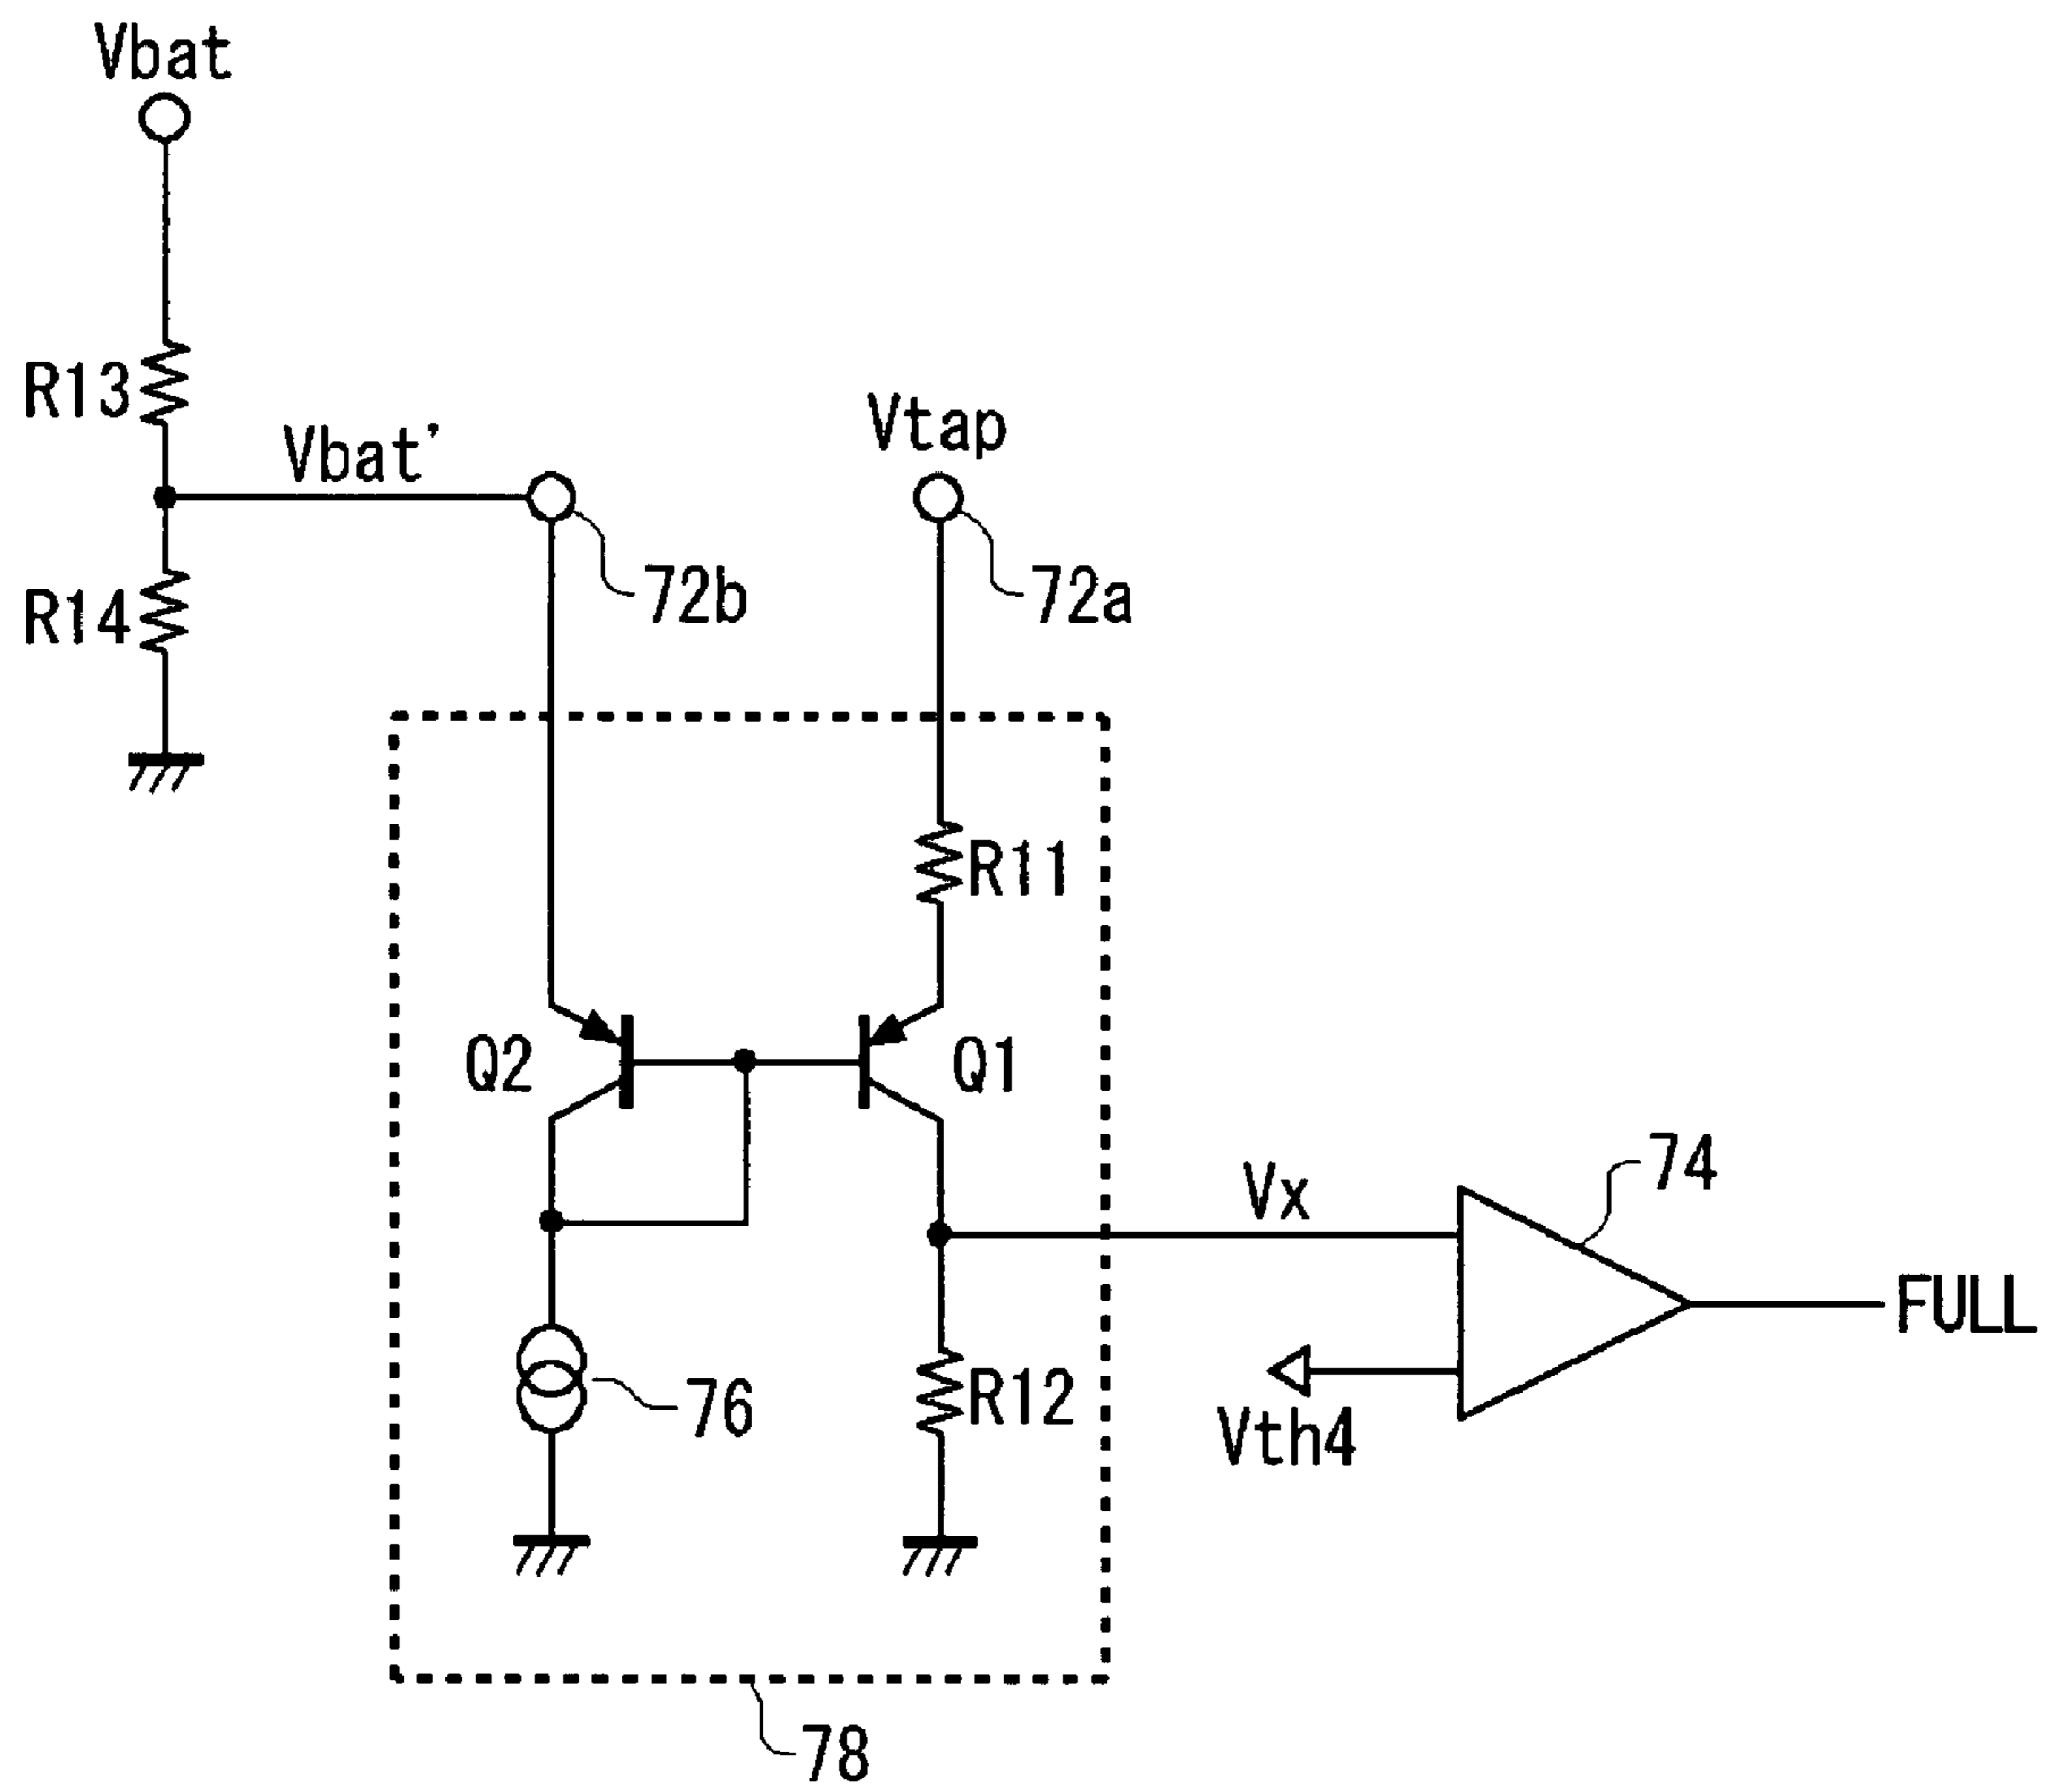 Vbat
R13
Vbat'
Vtap
72b
72a
R14
R11
Q2
Q1
74
Vx
FULL
76
R12
Vth4
78